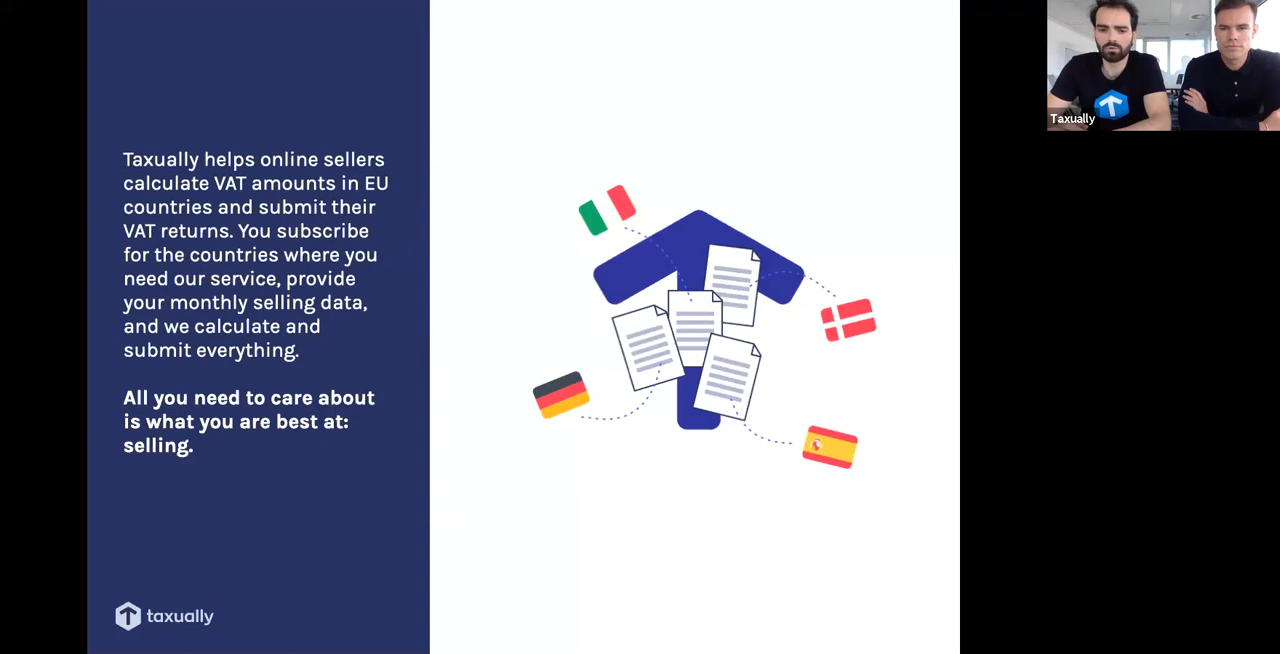 Taxually helps online sellers
calculate VAT amounts in EU
countries and submit their
VAT returns. You subscribe
for the countries where you
need our service, provide
your monthly selling data,
and we calculate and
submit everything.
All you need to care about
is what you are best at:
selling.
taxually
Taxually